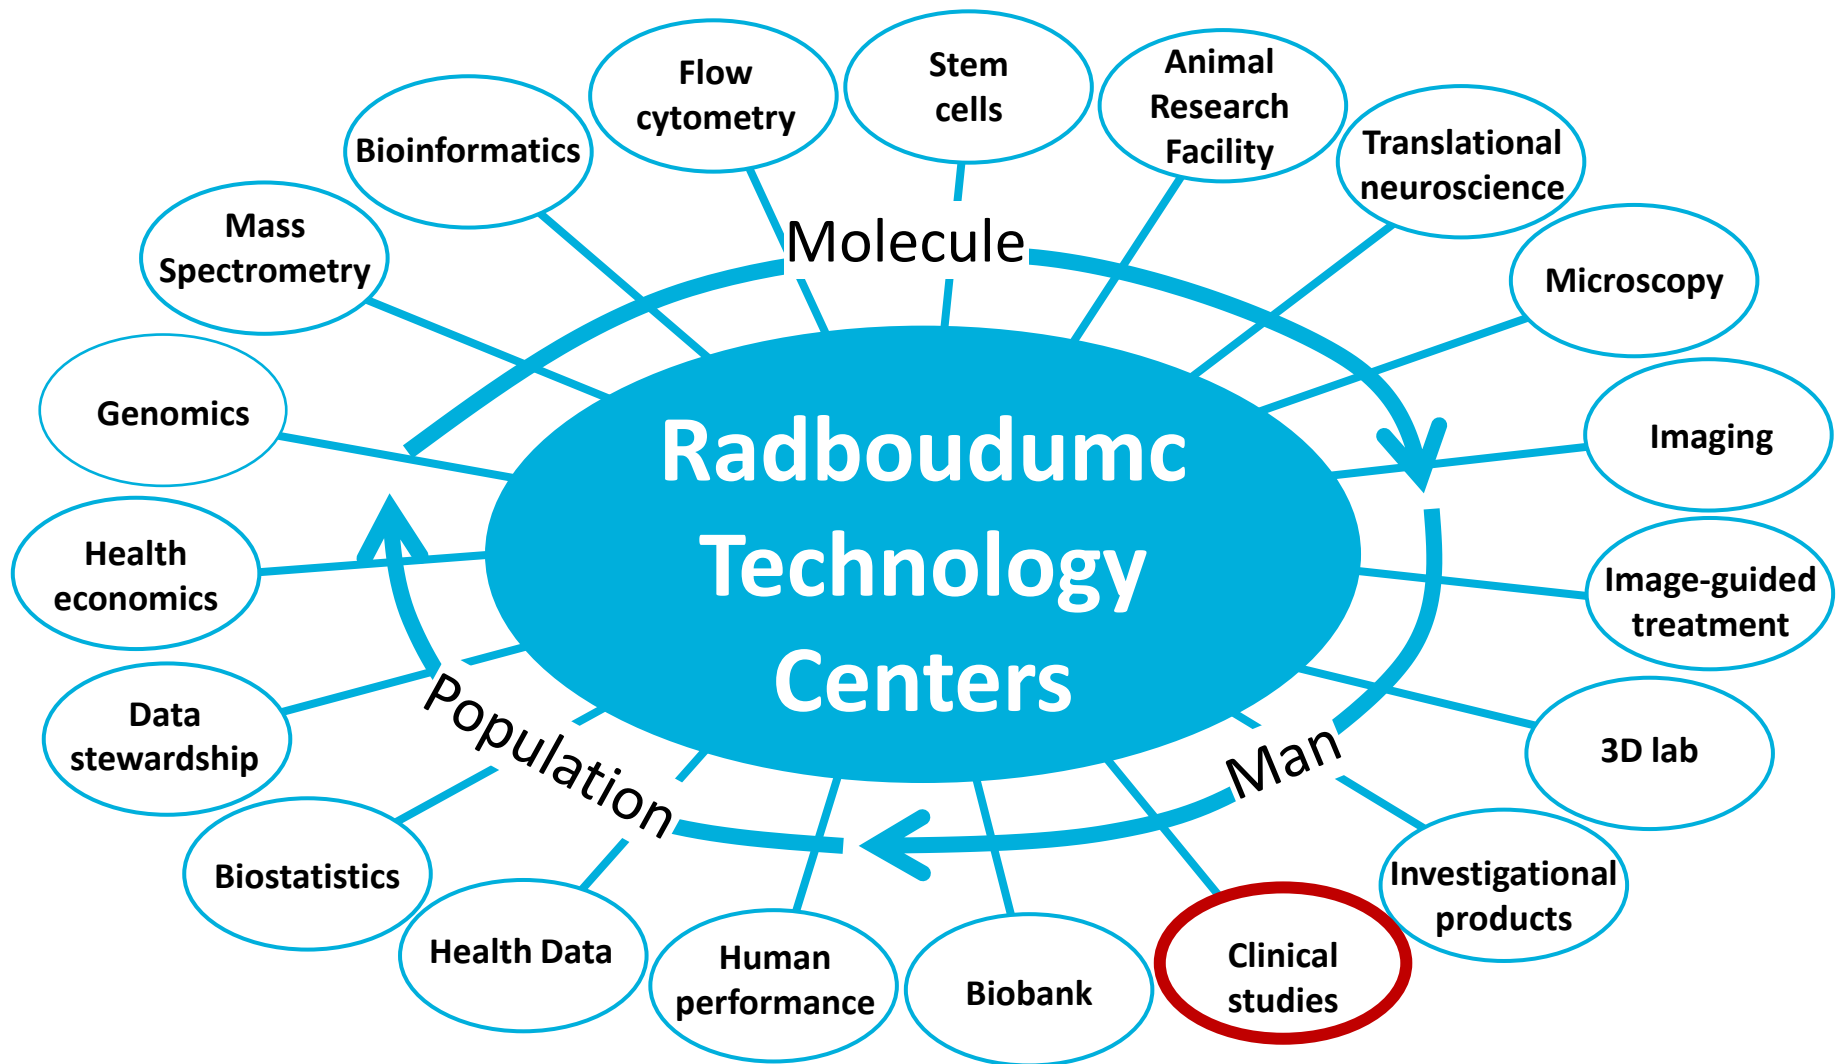 Flow
cytometry
Stem
cells
Animal
Research
Facility
Translational
neuroscience
Bioinformatics
Mass
Spectrometry
Microscopy
Genomics
Imaging
Health
economics
Image-guided
treatment
Data
stewardship
3D lab
Biostatistics
Investigational
products
Health Data
Human
performance
Biobank
Clinical
studies
Molecule
Man
Population
Radboudumc
Technology
Centers